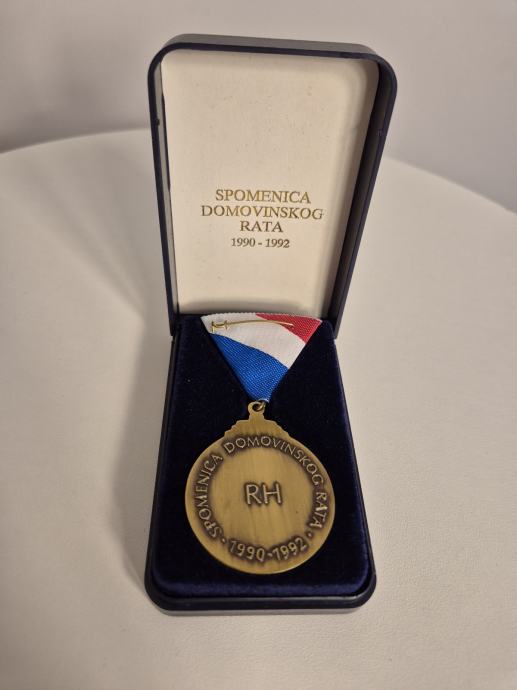 SPOMENICA
DOMOVINSKOG
RATA
1990 - 1992
SPOMENICA DOMOVINSKOG RATA
RH
· 1990-1992 ·